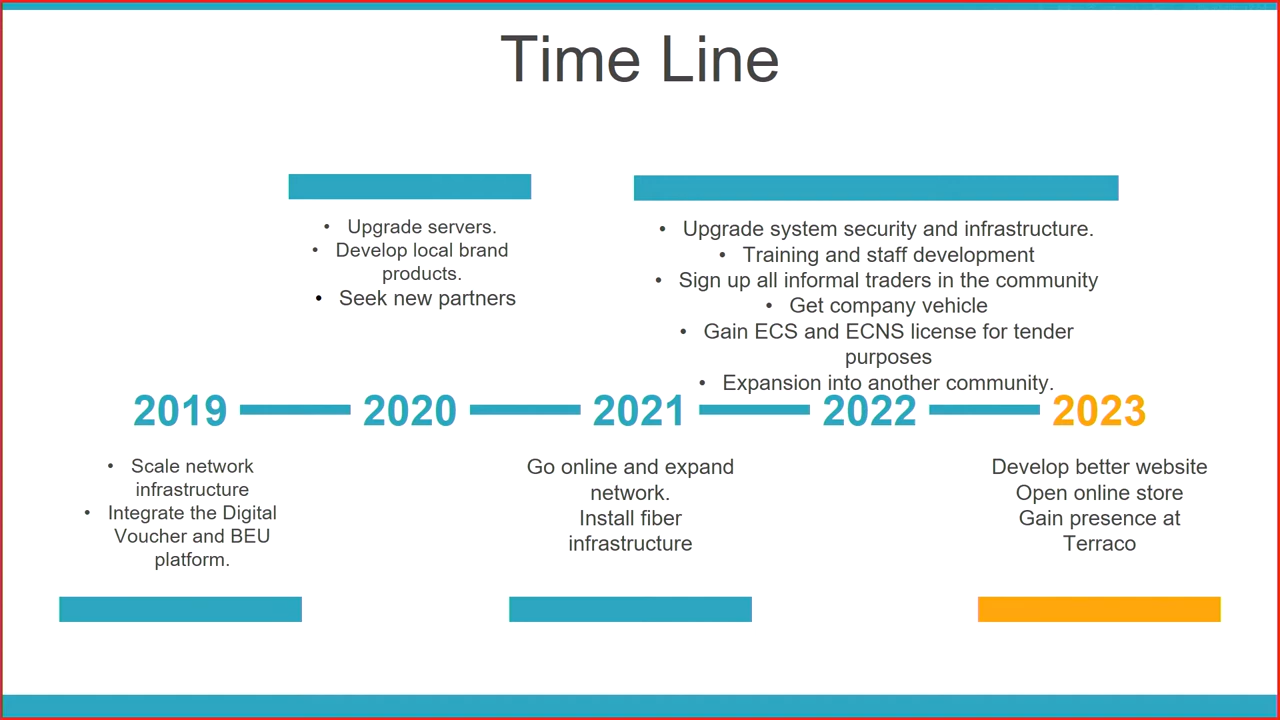 Time Line
• Upgrade servers.
• Develop local brand
products.
• Seek new partners
• Upgrade system security and infrastructure.
• Training and staff development
• Sign up all informal traders in the community
• Get company vehicle
• Gain ECS and ECNS license for tender
purposes
• Expansion into another community.
2019 2020 2021 2022 2023
• Scale network
infrastructure
• Integrate the Digital
Voucher and BEU
platform.
Go online and expand
network.
Install fiber
infrastructure
Develop better website
Open online store
Gain presence at
Terraco